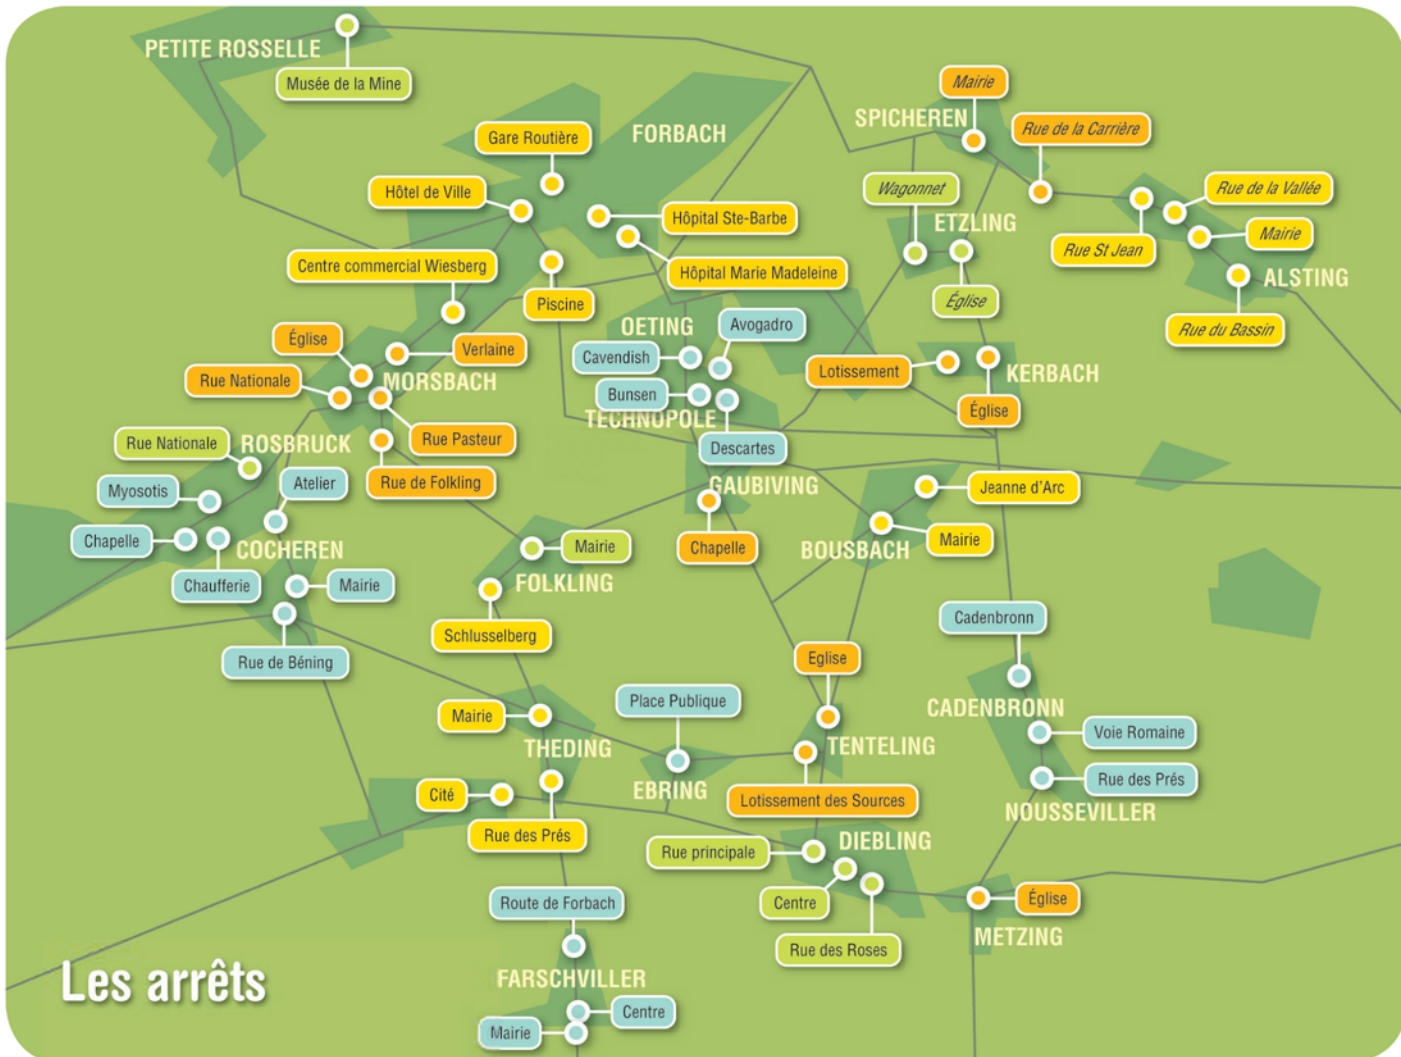 PETITE ROSSELLE
Musée de la Mine
Mairie
SPICHEREN
Rue de la Carrière
Gare Routière
FORBACH
Hôtel de Ville
Wagonnet
Rue de la Vallée
Hôpital Ste-Barbe
ETZLING
Mairie
Rue St Jean
Centre commercial Wiesberg
Hôpital Marie Madeleine
ALSTING
Piscine
Église
Rue du Bassin
OETING
Avogadro
Église
Verlaine
Cavendish
Rue Nationale
MORSBACH
Lotissement
KERBACH
Bunsen
TECHNOPOLE
Église
Rue Nationale
ROSBRUCK
Rue Pasteur
Descartes
Myosotis
Atelier
Rue de Folkling
GAUBIVING
Jeanne d'Arc
Chapelle
COCHEREN
Mairie
Chapelle
BOUSBACH
Mairie
Chaufferie
Mairie
FOLKLING
Cadenbronn
Schlusselberg
Rue de Béning
Eglise
Place Publique
CADENBRONN
Mairie
THEDING
TENTELING
Voie Romaine
Cité
EBRING
Lotissement des Sources
Rue des Prés
NOUSSEVILLER
Rue des Prés
DIEBLING
Rue principale
Route de Forbach
Centre
Église
METZING
Rue des Roses
Les arrêts
FARSCHVILLER
Centre
Mairie